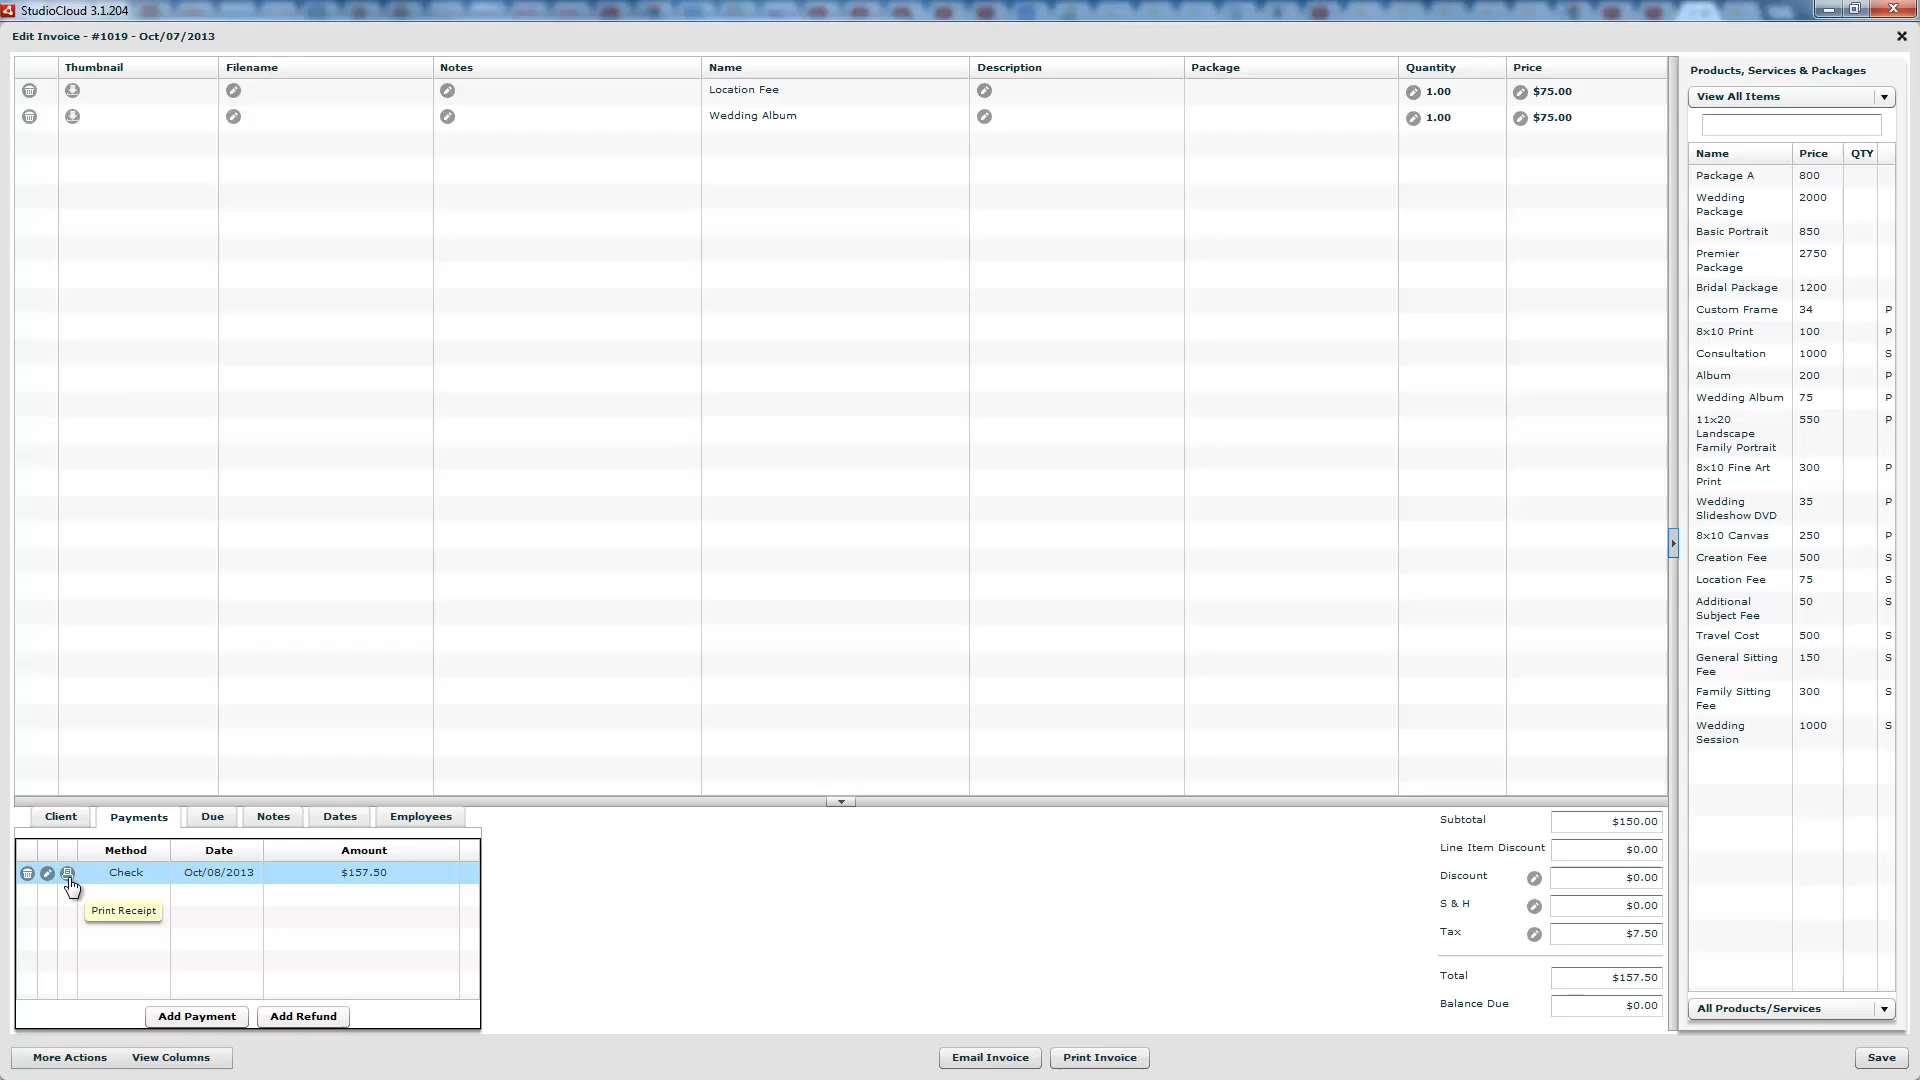 StudioCloud 3.1.204
Edit Invoice - #1019 - Oct/07/2013
Thumbnail Filename Notes Name Description Package Quantity Price
Location Fee 1.00 $75.00
Wedding Album 1.00 $75.00
Products, Services & Packages
View All Items
Name Price QTY
Package A 800
Wedding 2000
Package
Basic Portrait 850
Premier 2750
Package
Bridal Package 1200
Custom Frame 34 P
8x10 Print 100 P
Consultation 1000 S
Album 200 P
Wedding Album 75 P
11x20 550 P
Landscape
Family Portrait
8x10 Fine Art 300 P
Print
Wedding 35 P
Slideshow DVD
8x10 Canvas 250 P
Creation Fee 500 S
Location Fee 75 S
Additional 50 S
Subject Fee
Travel Cost 500 S
General Sitting 150 S
Fee
Family Sitting 300 S
Fee
Wedding 1000 S
Session
All Products/Services
Client Payments Due Notes Dates Employees
Method Date Amount
Check Oct/08/2013 $157.50
Print Receipt
Add Payment Add Refund
Subtotal $150.00
Line Item Discount $0.00
Discount $0.00
S & H $0.00
Tax $7.50
Total $157.50
Balance Due $0.00
More Actions View Columns Email Invoice Print Invoice Save